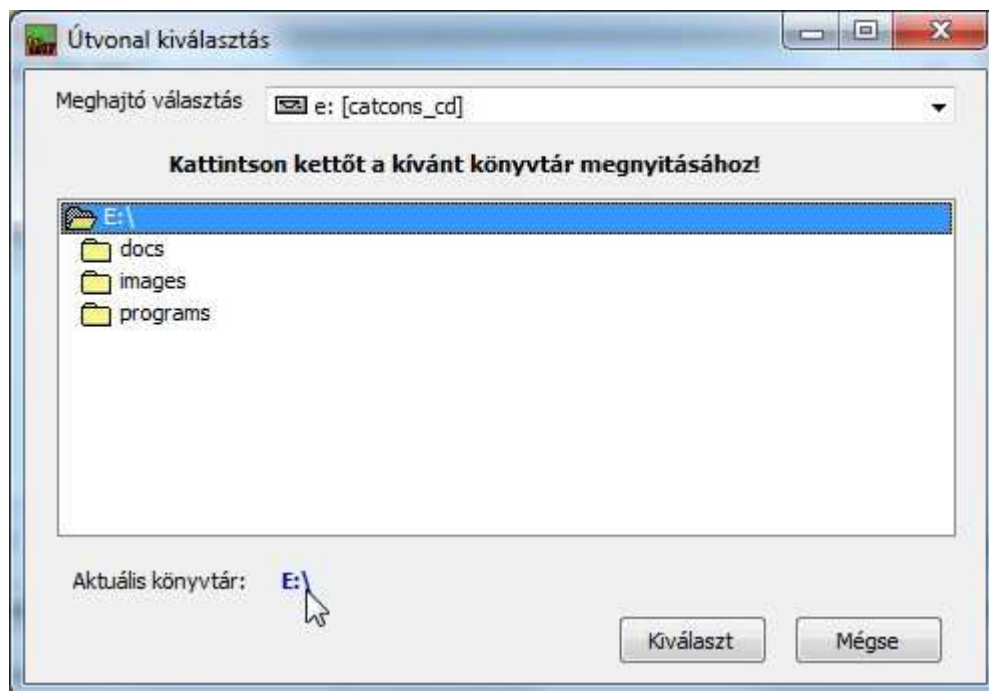 Útvonal kiválasztás
Meghajtó választás e: [catcons_cd]
Kattintson kettőt a kívánt könyvtár megnyitásához!
E:\
docs
images
programs
Aktuális könyvtár: E:\
Kiválaszt Mégse